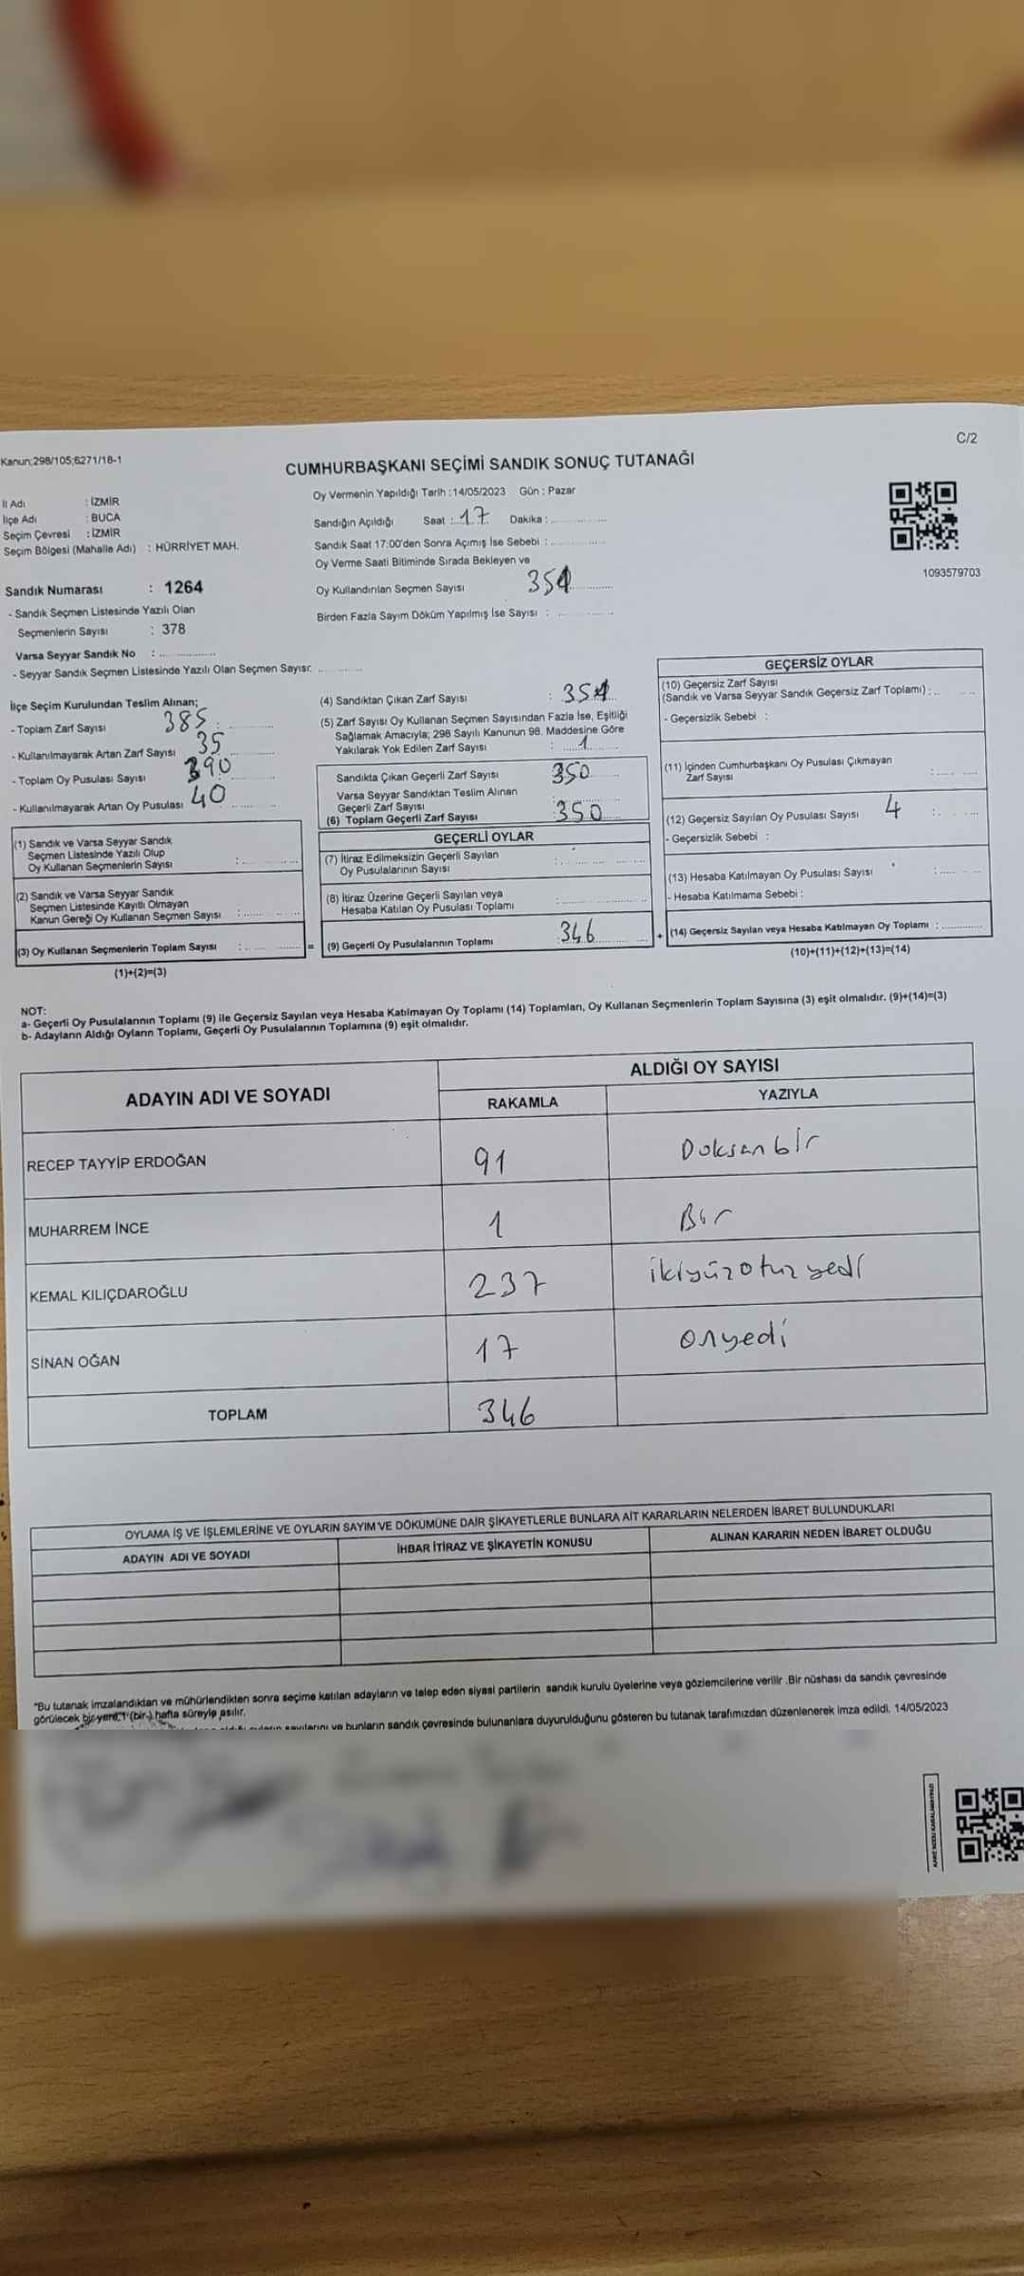 Kanun;298/105;6271/18-1
C/2
CUMHURBAŞKANI SEÇİMİ SANDIK SONUÇ TUTANAĞI
İl Adı : İZMİR
İlçe Adı : BUCA
Seçim Çevresi : İZMİR
Seçim Bölgesi (Mahalle Adı) : HÜRRİYET MAH.
Sandık Numarası : 1264
- Sandık Seçmen Listesinde Yazılı Olan
Seçmenlerin Sayısı : 378
Varsa Seyyar Sandık No :
- Seyyar Sandık Seçmen Listesinde Yazılı Olan Seçmen Sayısı:
Oy Vermenin Yapıldığı Tarih : 14/05/2023 Gün : Pazar
Sandığın Açıldığı Saat : 17 Dakika :
Sandık Saat 17:00'den Sonra Açımış İse Sebebi :
Oy Verme Saati Bitiminde Sırada Bekleyen ve
Oy Kullandırılan Seçmen Sayısı 351
Birden Fazla Sayım Döküm Yapılmış İse Sayısı :
1093579703
İlçe Seçim Kurulundan Teslim Alınan;
- Toplam Zarf Sayısı 385
- Kullanılmayarak Artan Zarf Sayısı 35
- Toplam Oy Pusulası Sayısı 390
- Kullanılmayarak Artan Oy Pusulası 40
(1) Sandık ve Varsa Seyyar Sandık
Seçmen Listesinde Yazılı Olup
Oy Kullanan Seçmenlerin Sayısı :
(2) Sandık ve Varsa Seyyar Sandık
Seçmen Listesinde Kayıtlı Olmayan
Kanun Gereği Oy Kullanan Seçmen Sayısı :
(3) Oy Kullanan Seçmenlerin Toplam Sayısı : =
(1)+(2)=(3)
(4) Sandıktan Çıkan Zarf Sayısı : 351
(5) Zarf Sayısı Oy Kullanan Seçmen Sayısından Fazla İse, Eşitliği
Sağlamak Amacıyla; 298 Sayılı Kanunun 98. Maddesine Göre
Yakılarak Yok Edilen Zarf Sayısı : 1
Sandıkta Çıkan Geçerli Zarf Sayısı 350
Varsa Seyyar Sandıktan Teslim Alınan
Geçerli Zarf Sayısı
(6) Toplam Geçerli Zarf Sayısı 350
GEÇERLİ OYLAR
(7) İtiraz Edilmeksizin Geçerli Sayılan
Oy Pusulalarının Sayısı :
(8) İtiraz Üzerine Geçerli Sayılan veya
Hesaba Katılan Oy Pusulası Toplamı
(9) Geçerli Oy Pusulalarının Toplamı : 346 +
GEÇERSİZ OYLAR
(10) Geçersiz Zarf Sayısı
(Sandık ve Varsa Seyyar Sandık Geçersiz Zarf Toplamı) :
- Geçersizlik Sebebi :
(11) İçinden Cumhurbaşkanı Oy Pusulası Çıkmayan
Zarf Sayısı :
(12) Geçersiz Sayılan Oy Pusulası Sayısı 4 :
- Geçersizlik Sebebi :
(13) Hesaba Katılmayan Oy Pusulası Sayısı :
- Hesaba Katılmama Sebebi :
(14) Geçersiz Sayılan veya Hesaba Katılmayan Oy Toplamı :
(10)+(11)+(12)+(13)=(14)
NOT:
a- Geçerli Oy Pusulalarının Toplamı (9) ile Geçersiz Sayılan veya Hesaba Katılmayan Oy Toplamı (14) Toplamları, Oy Kullanan Seçmenlerin Toplam Sayısına (3) eşit olmalıdır. (9)+(14)=(3)
b- Adayların Aldığı Oyların Toplamı, Geçerli Oy Pusulalarının Toplamına (9) eşit olmalıdır.
ADAYIN ADI VE SOYADI ALDIĞI OY SAYISI
RAKAMLA YAZIYLA
RECEP TAYYİP ERDOĞAN 91 Doksanbir
MUHARREM İNCE 1 Bir
KEMAL KILIÇDAROĞLU 237 ikiyüzotuzyedi
SİNAN OĞAN 17 onyedi
TOPLAM 346
OYLAMA İŞ VE İŞLEMLERİNE VE OYLARIN SAYIM VE DÖKÜMÜNE DAİR ŞİKAYETLERLE BUNLARA AİT KARARLARIN NELERDEN İBARET BULUNDUKLARI
ADAYIN ADI VE SOYADI İHBAR İTİRAZ VE ŞİKAYETİN KONUSU ALINAN KARARIN NEDEN İBARET OLDUĞU
*Bu tutanak imzalandıktan ve mühürlendikten sonra seçime katılan adayların ve talep eden siyasi partilerin sandık kurulu üyelerine veya gözlemcilerine verilir .Bir nüshası da sandık çevresinde
görülecek bir yere 1 (bir) hafta süreyle asılır.
sayılarını ve bunların sandık çevresinde bulunanlara duyurulduğunu gösteren bu tutanak tarafımızdan düzenlenerek imza edildi. 14/05/2023